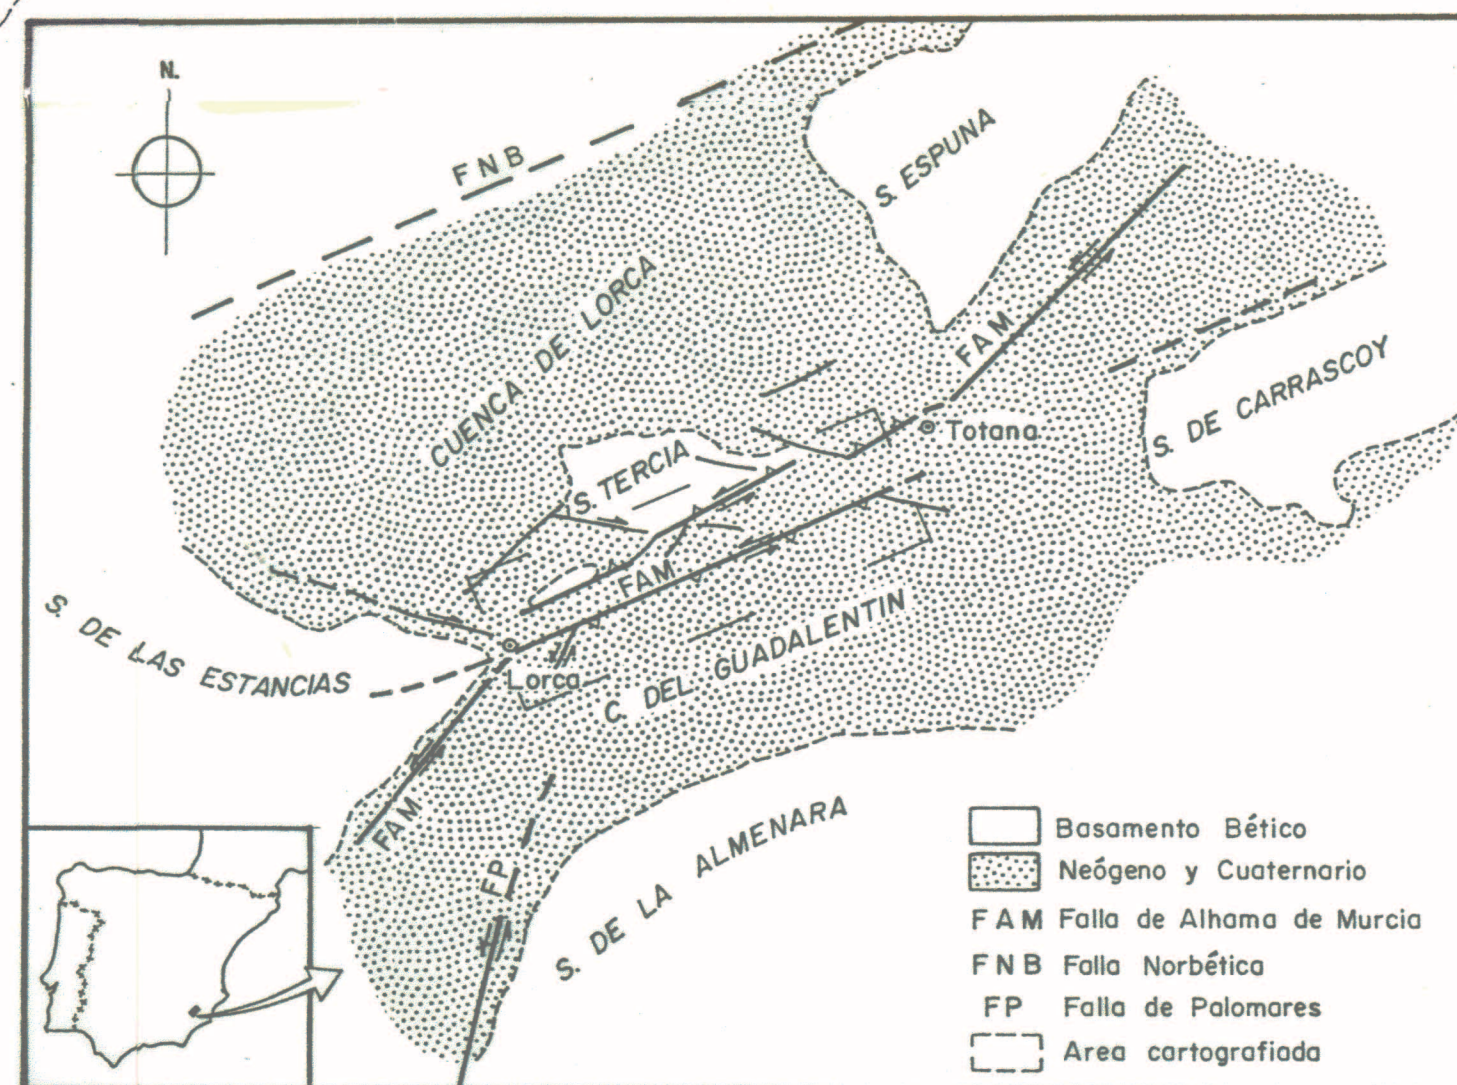 N.
FNB
S. ESPUNA
CUENCA DE LORCA
FAM
S. DE CARRASCOY
Totana
S. TERCIA
FAM
S. DE LAS ESTANCIAS
Lorca
C. DEL GUADALENTIN
FAM
FP
S. DE LA ALMENARA
Basamento Bético
Neógeno y Cuaternario
FAM Falla de Alhama de Murcia
FNB Falla Norbética
FP Falla de Palomares
Area cartografiada